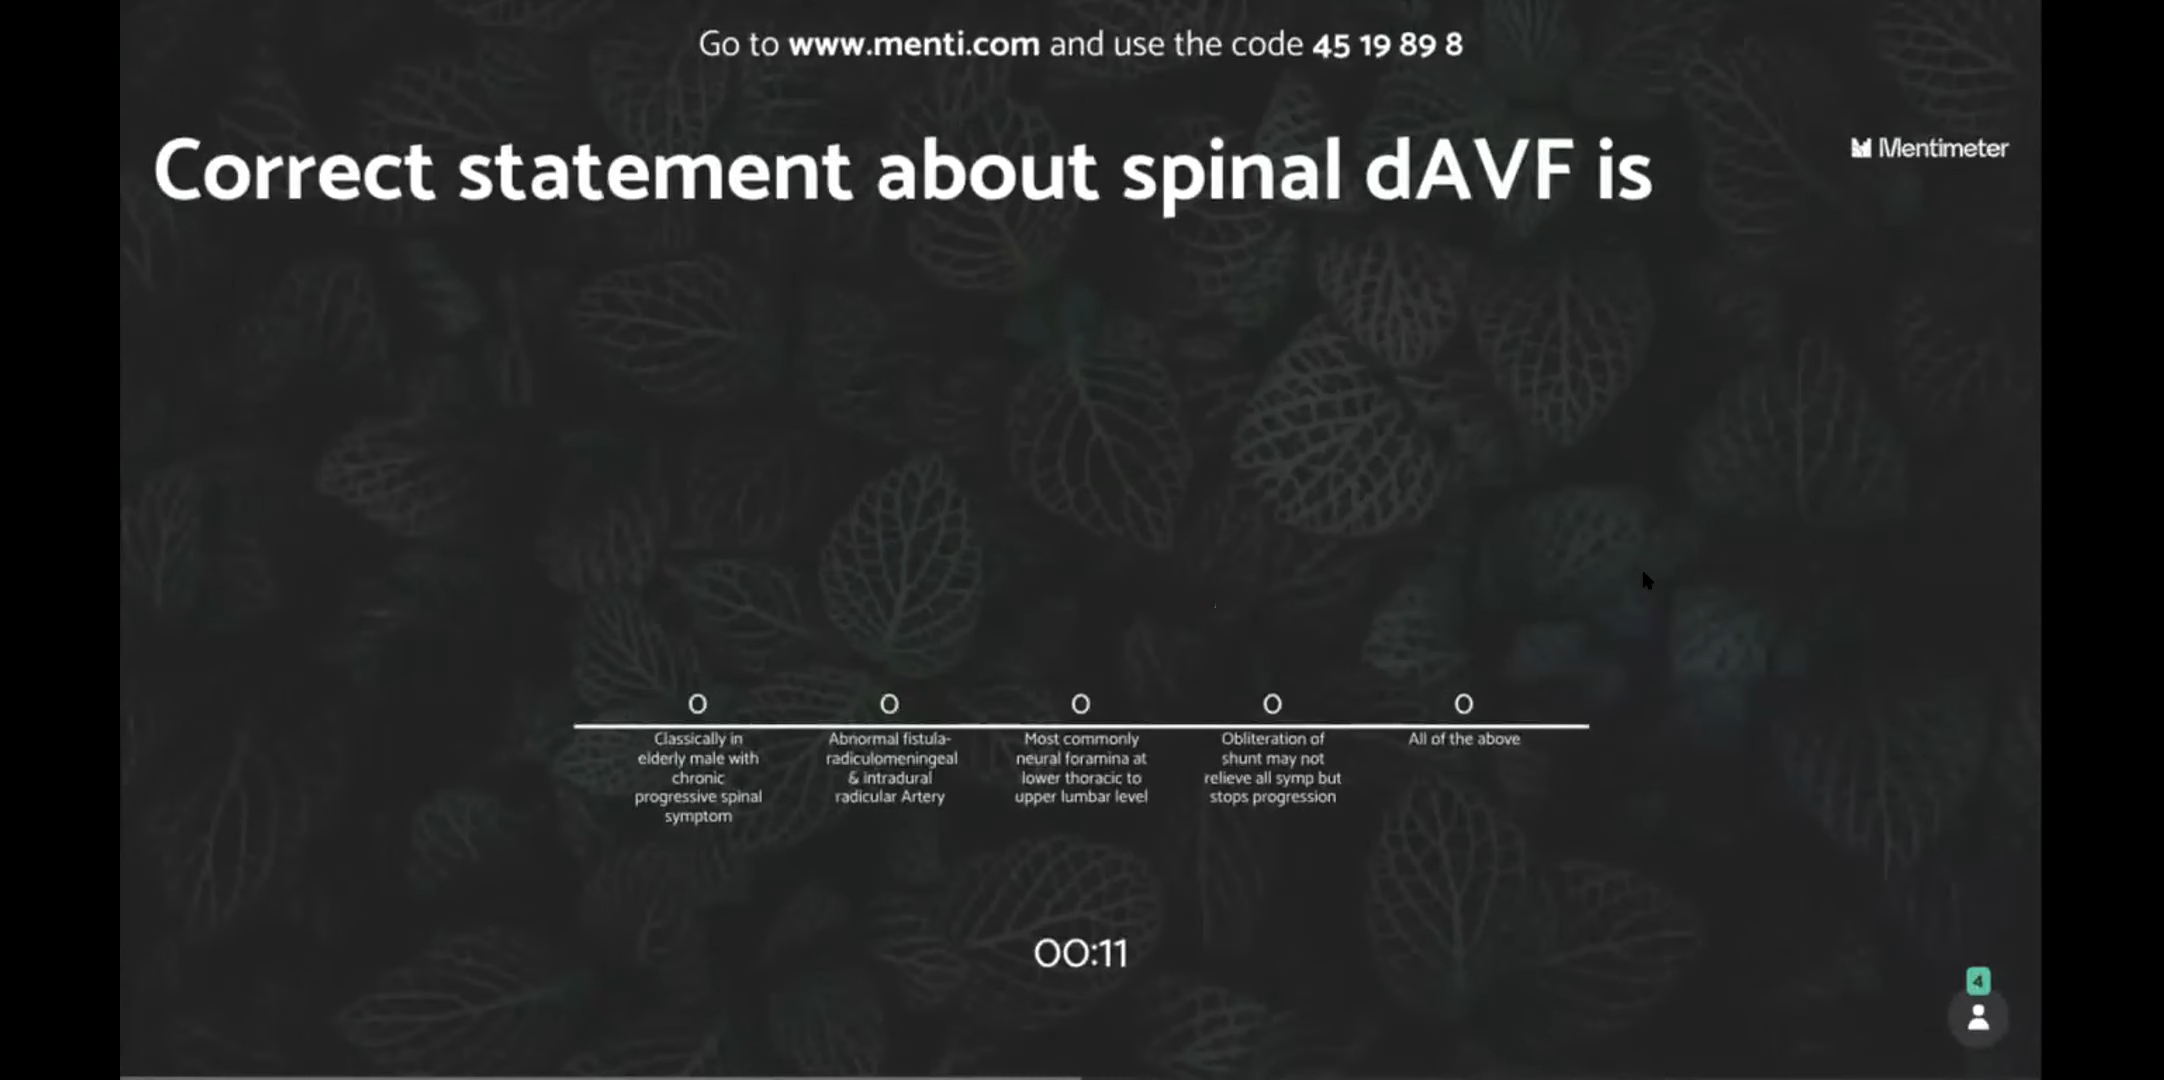 Go to www.menti.com and use the code 45 19 89 8
Correct statement about spinal dAVF is
Mentimeter
0
0
0
0
0
Classically in
elderly male with
chronic
progressive spinal
symptom
Abnormal fistula-
radiculomeningeal
& intradural
radicular Artery
Most commonly
neural foramina at
lower thoracic to
upper lumbar level
Obliteration of
shunt may not
relieve all symp but
stops progression
All of the above
00:11
4